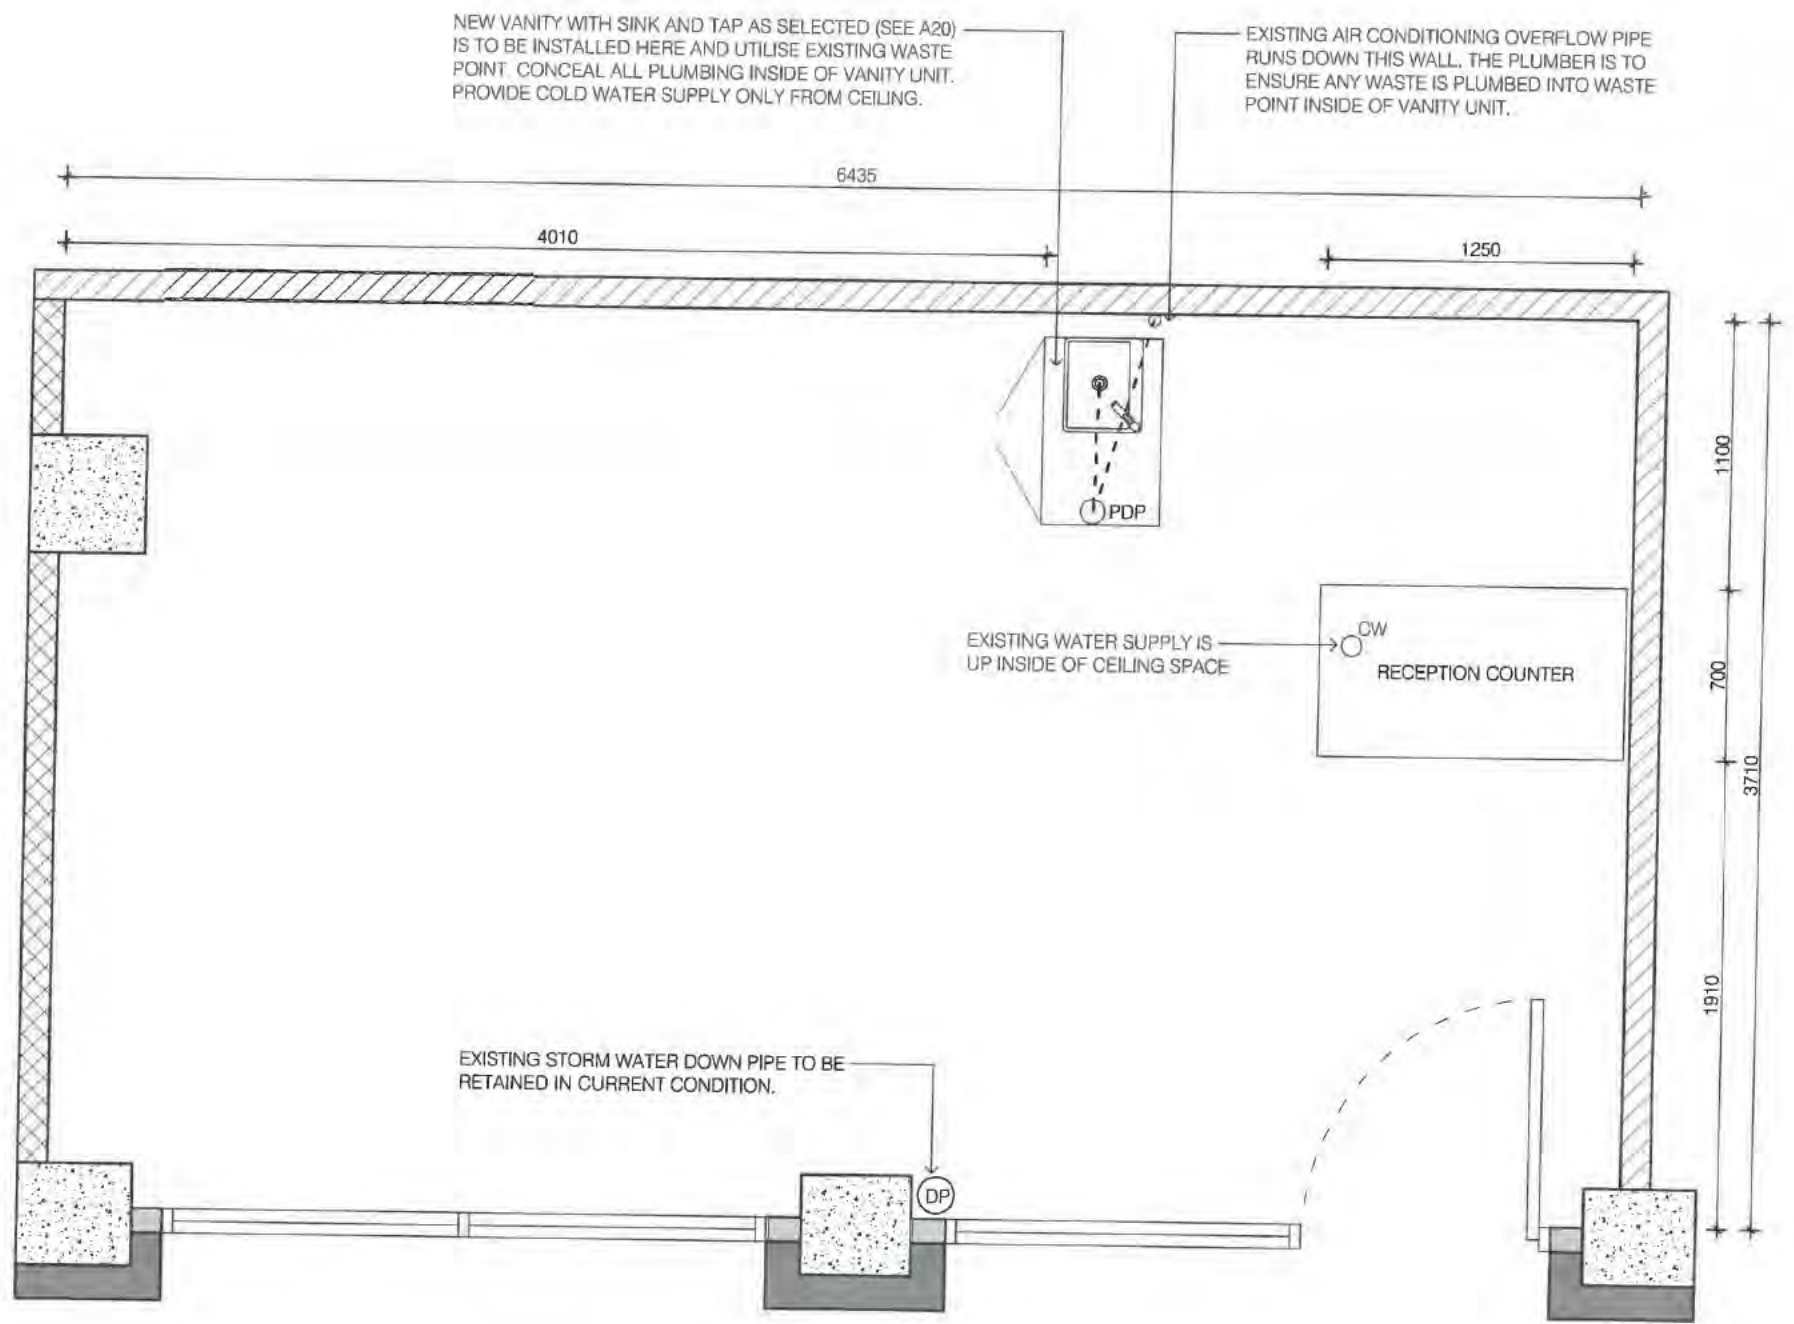 NEW VANITY WITH SINK AND TAP AS SELECTED (SEE A20)
IS TO BE INSTALLED HERE AND UTILISE EXISTING WASTE
POINT. CONCEAL ALL PLUMBING INSIDE OF VANITY UNIT.
PROVIDE COLD WATER SUPPLY ONLY FROM CEILING.
EXISTING AIR CONDITIONING OVERFLOW PIPE
RUNS DOWN THIS WALL. THE PLUMBER IS TO
ENSURE ANY WASTE IS PLUMBED INTO WASTE
POINT INSIDE OF VANITY UNIT.
6435
4010
1250
1100
PDP
EXISTING WATER SUPPLY IS
UP INSIDE OF CEILING SPACE
CW
RECEPTION COUNTER
700
3710
1910
EXISTING STORM WATER DOWN PIPE TO BE
RETAINED IN CURRENT CONDITION.
DP